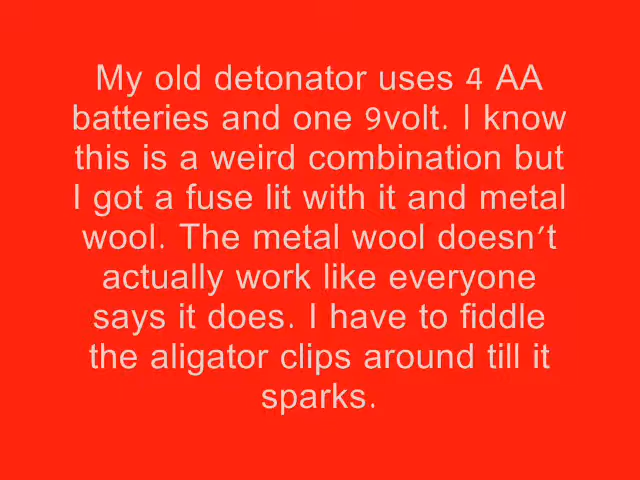 My old detonator uses 4 AA
batteries and one 9volt. I know
this is a weird combination but
I got a fuse lit with it and metal
wool. The metal wool doesn't
actually work like everyone
says it does. I have to fiddle
the aligator clips around till it
sparks.